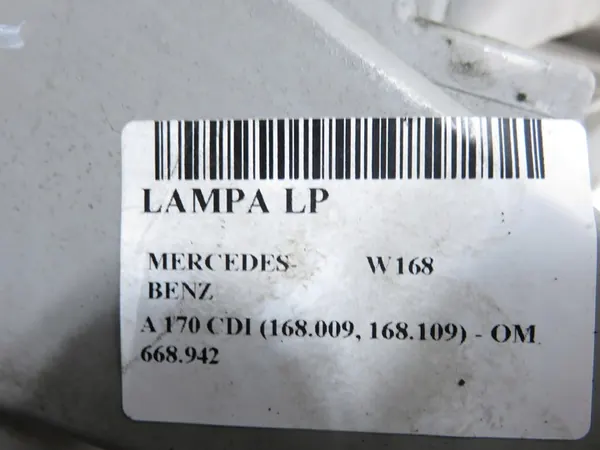 LAMPA LP
MERCEDES- W168
BENZ
A 170 CDI (168.009, 168.109) - OM
668.942